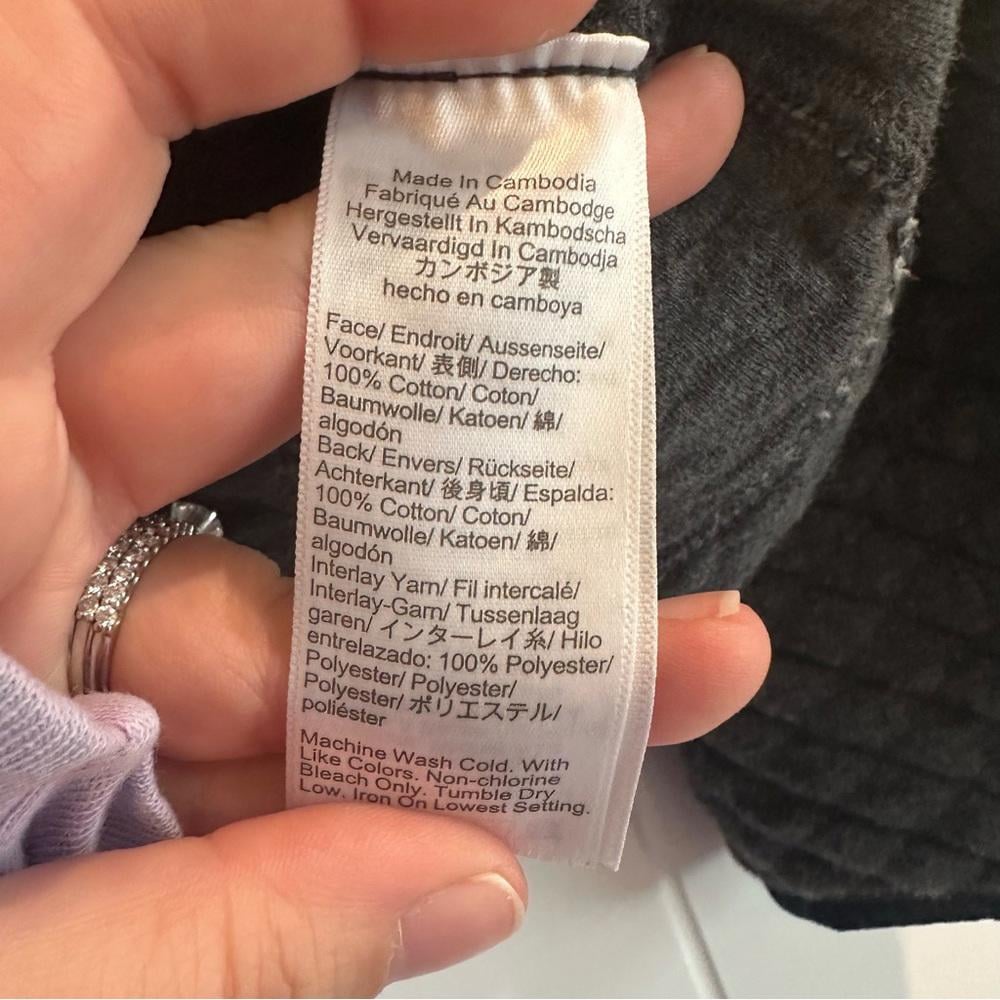 Made In Cambodia
Fabriqué Au Cambodge
Hergestellt In Kambodscha
Vervaardigd In Cambodja
カンボジア製
hecho en camboya
Face/ Endroit/ Aussenseite/
Voorkant/ 表側/ Derecho:
100% Cotton/ Coton/
Baumwolle/ Katoen/ 綿/
algodón
Back/ Envers/ Rückseite/
Achterkant/ 後身頃/ Espalda:
100% Cotton/ Coton/
Baumwolle/ Katoen/ 綿/
algodón
Interlay Yarn/ Fil intercalé/
Interlay-Garn/ Tussenlaag
garen/ インターレイ糸/ Hilo
entrelazado: 100% Polyester/
Polyester/ Polyester/
Polyester/ ポリエステル/
poliéster
Machine Wash Cold. With
Like Colors. Non-chlorine
Bleach Only. Tumble Dry
Low. Iron On Lowest Setting.